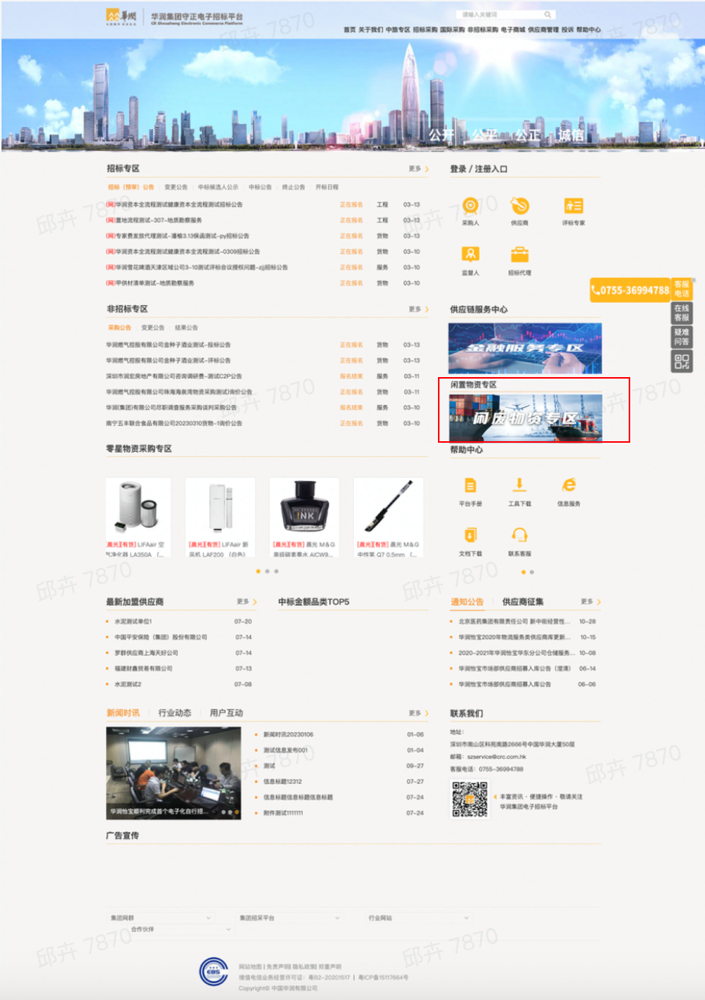 华润
华润集团守正电子招标平台
CR Shouzheng Electronic Commerce Platform
请输入关键词
首页 关于我们 中旅专区 招标采购 国际采购 非招标采购 电子商城 供应商管理 投诉 帮助中心
公开 公平 公正 诚信
招标专区
更多
招标（预审）公告 变更公告 中标候选人公示 中标公告 终止公告 开标日程
(网)华润资本全流程测试健康资本全流程测试招标公告 正在报名 工程 03-13
(网)置地流程测试-307-地质勘察服务 正在报名 工程 03-13
(网)专家费发放代理测试-潘榆3.13保函测试-py招标公告 正在报名 货物 03-13
(网)华润资本全流程测试健康资本全流程测试-0309招标公告 正在报名 货物 03-10
(网)华润雪花啤酒天津区域公司3-10测试评标会议授权问题-zjj招标公告 正在报名 服务 03-10
(网)甲供材清单测试-地质勘察服务 正在报名 货物 03-10
登录 / 注册入口
采购人 供应商 评标专家
监督人 招标代理
0755-36994788
客服电话
在线客服
疑难问答
非招标专区
更多
采购公告 变更公告 结果公告
华润燃气控股有限公司金种子酒业测试-投标公告 正在报名 货物 03-13
华润燃气控股有限公司金种子酒业测试-评标公告 正在报名 货物 03-13
深圳市润宏房地产有限公司咨询调研费-测试C2P公告 报名结束 服务 03-11
华润燃气控股有限公司珠海海泉湾物资采购测试)询价公告 正在报名 货物 03-11
华润(集团)有限公司尽职调查服务采购谈判采购公告 报名结束 服务 03-10
南宁五丰联合食品有限公司20230310货物-1询价公告 正在报名 货物 03-10
供应链服务中心
金融服务专区
闲置物资专区
闲废物资专区
零星物资采购专区
[晨光][有货] LIFAair 空
气净化器 LA350A （...
[晨光][有货] LIFAair 新
风机 LAF200 （白色）
[晨光][有货] 晨光 M&G
高级碳素墨水 AICW9...
[晨光][有货] 晨光 M&G
中性笔 Q7 0.5mm （...
帮助中心
平台手册 工具下载 信息服务
文档下载 联系客服
最新加盟供应商
更多
水泥测试单位1 07-20
中国平安保险（集团）股份有限公司 07-14
罗群供应商上海天好公司 07-14
福建财鑫贸易有限公司 07-13
水泥测试2 07-08
中标金额品类TOP5
通知公告 供应商征集 更多
北京医药集团有限责任公司 新中街经营性... 10-28
华润怡宝2020年物流服务类供应商库更新... 10-15
2020-2021年华润怡宝华东分公司仓储服务... 10-08
华润怡宝市场部供应商招募入库公告（澄清） 06-14
华润怡宝市场部供应商招募入库公告 06-06
新闻时讯 行业动态 用户互动
更多
华润怡宝顺利完成首个电子化自行招...
新闻时讯20230106 01-06
测试信息发布001 01-04
测试 09-27
信息标题12312 07-27
信息标题信息标题信息标题 07-24
附件测试1111111 07-24
联系我们
地址：
深圳市南山区科苑南路2666号中国华润大厦50层
邮箱：szservice@crc.com.hk
客服电话：0755-36994788
丰富资讯 · 便捷操作 · 敬请关注
华润集团电子招标平台
广告宣传
集团网群 集团招采平台 行业网站
合作伙伴
EBS
网站地图 | 免责声明| 隐私政策| 郑重声明
增值电信业务经营许可证：粤B2-20201517 | 粤ICP备15117664号
Copyright© 中国华润有限公司
邱卉 7870